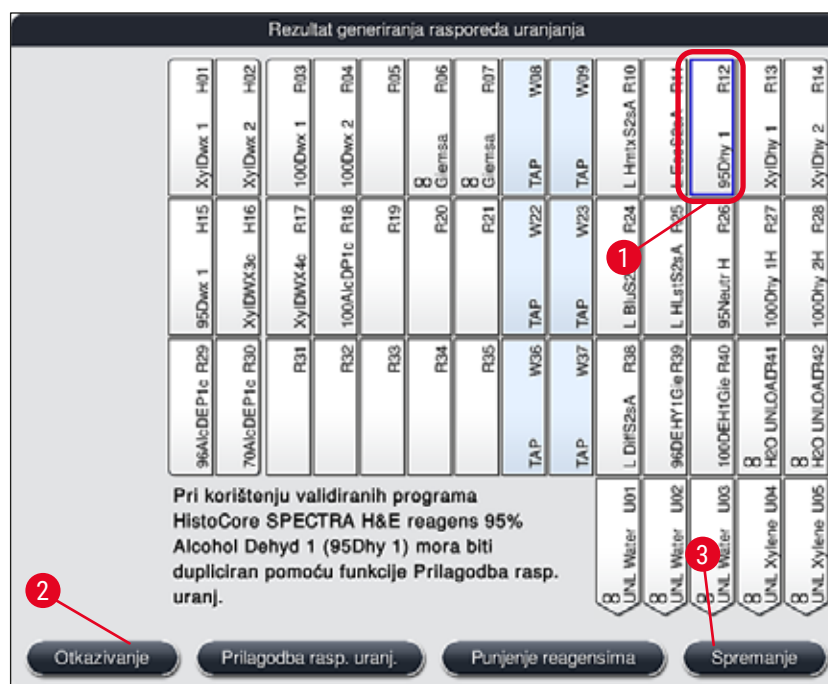 Rezultat generiranja rasporeda uranjanja
XylDwx 1 H01
XylDwx 2 H02
100Dwx 1 R03
100Dwx 2 R04
R05
∞ Giemsa R06
∞ Giemsa R07
TAP W08
TAP W09
L HmtxS2sA R10
L EosS2sA R11
95Dhy 1 R12
XylDhy 1 R13
XylDhy 2 R14
1
95Dwx 1 H15
XylDWX3c H16
XylDWX4c R17
100AlcDP1c R18
R19
R20
R21
TAP W22
TAP W23
L BluS2 R24
L HLstS2sA R25
95Neutr H R26
100Dhy 1H R27
100Dhy 2H R28
96AlcDEP1c R29
70AlcDEP1c R30
R31
R32
R33
R34
R35
TAP W36
TAP W37
L DiffS2sA R38
96DEHY1Gie R39
100DEH1Gie R40
∞ H2O UNLOADR41
∞ H2O UNLOADR42
∞ UNL Water U01
∞ UNL Water U02
∞ UNL Water U03
∞ UNL Xylene U04
∞ UNL Xylene U05
Pri korištenju validiranih programa
HistoCore SPECTRA H&E reagens 95%
Alcohol Dehyd 1 (95Dhy 1) mora biti
dupliciran pomoću funkcije Prilagodba rasp.
uranj.
2
3
Otkazivanje
Prilagodba rasp. uranj.
Punjenje reagensima
Spremanje